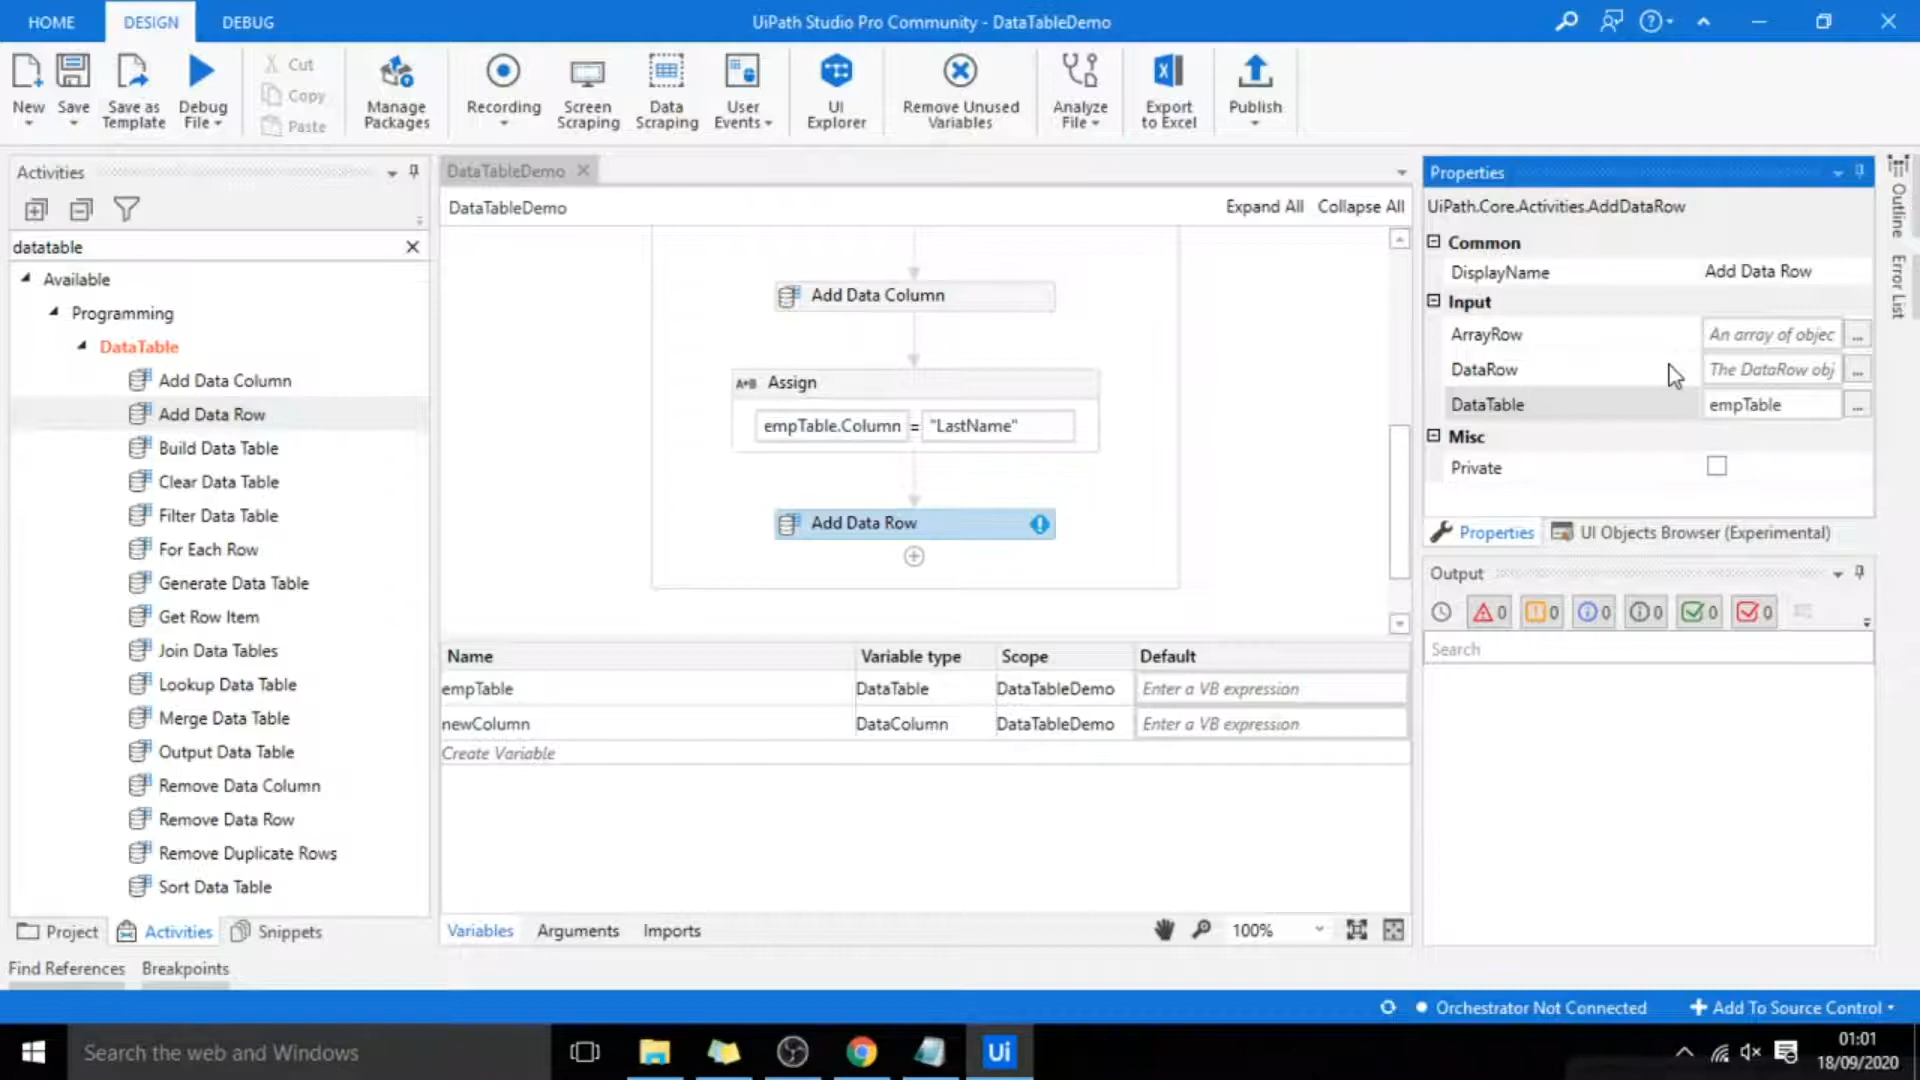 HOME DESIGN DEBUG UiPath Studio Pro Community - DataTableDemo
New Save Save as Template Debug File Cut Copy Paste Manage Packages Recording Screen Scraping Data Scraping User Events UI Explorer Remove Unused Variables Analyze File Export to Excel Publish
Activities
datatable
Available
Programming
DataTable
Add Data Column
Add Data Row
Build Data Table
Clear Data Table
Filter Data Table
For Each Row
Generate Data Table
Get Row Item
Join Data Tables
Lookup Data Table
Merge Data Table
Output Data Table
Remove Data Column
Remove Data Row
Remove Duplicate Rows
Sort Data Table
Project Activities Snippets
Find References Breakpoints
DataTableDemo
DataTableDemo Expand All Collapse All
Add Data Column
A+B Assign
empTable.Column = "LastName"
Add Data Row
Name Variable type Scope Default
empTable DataTable DataTableDemo Enter a VB expression
newColumn DataColumn DataTableDemo Enter a VB expression
Create Variable
Variables Arguments Imports 100%
Properties
UiPath.Core.Activities.AddDataRow
Common
DisplayName Add Data Row
Input
ArrayRow An array of objec ...
DataRow The DataRow obj ...
DataTable empTable ...
Misc
Private
Properties UI Objects Browser (Experimental)
Output
0 0 0 0 0 0
Search
Outline
Error List
Orchestrator Not Connected Add To Source Control
Search the web and Windows
Ui
01:01
18/09/2020